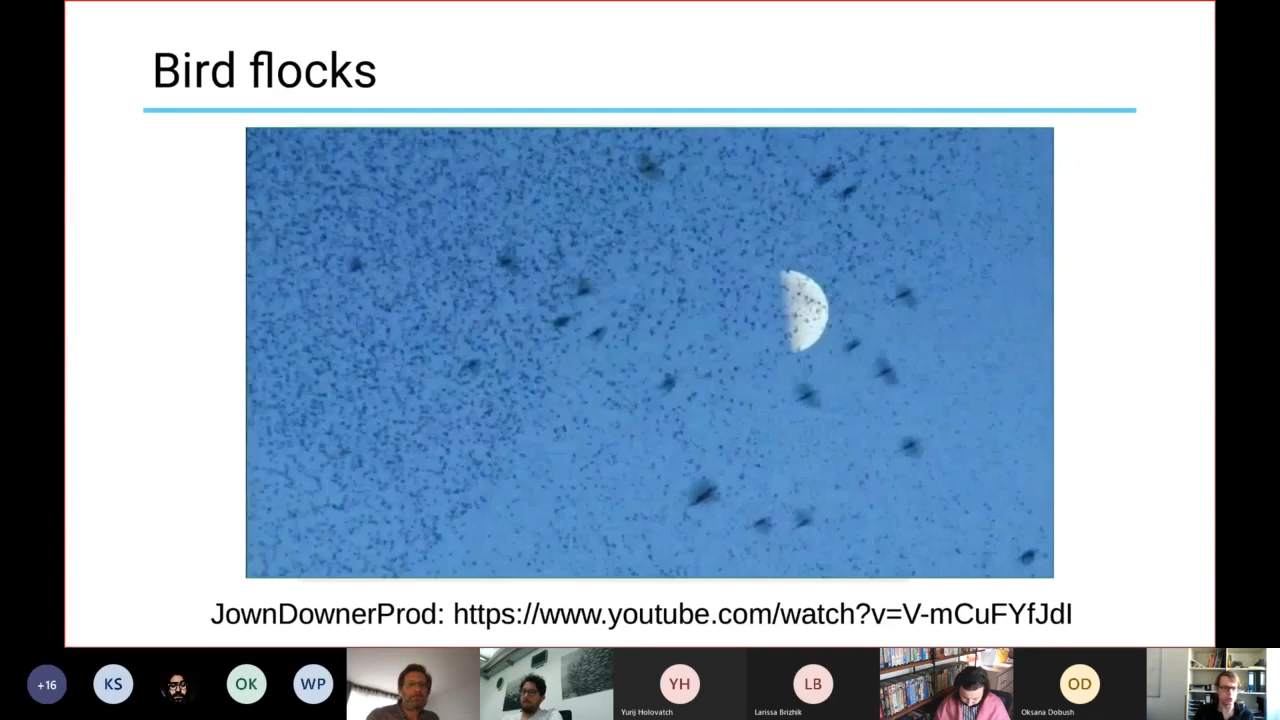 Bird flocks
JownDownerProd: https://www.youtube.com/watch?v=V-mCuFYfJdI
+16
KS
OK
WP
YH
Yurij Holovatch
LB
Larissa Brizhik
OD
Oksana Dobush